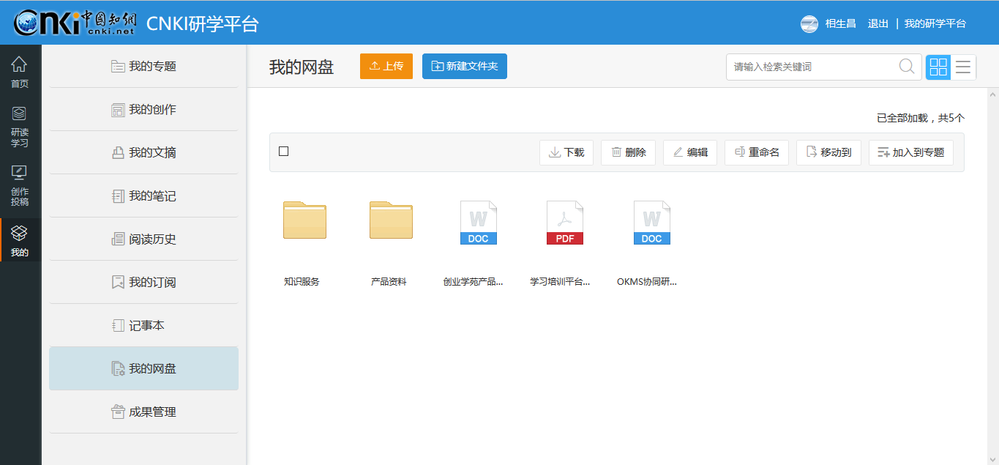 cnki 中国知网
cnki.net
CNKI研学平台
相生昌 退出 | 我的研学平台
首页
研读
学习
创作
投稿
我的
我的专题
我的创作
我的文摘
我的笔记
阅读历史
我的订阅
记事本
我的网盘
成果管理
我的网盘 上传 新建文件夹 请输入检索关键词
已全部加载，共5个
下载 删除 编辑 重命名 移动到 加入到专题
W W
DOC PDF DOC
知识服务 产品资料 创业学苑产品... 学习培训平台... OKMS协同研...